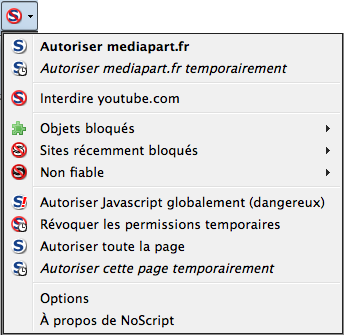 Autoriser mediapart.fr
Autoriser mediapart.fr temporairement
Interdire youtube.com
Objets bloqués
Sites récemment bloqués
Non fiable
Autoriser Javascript globalement (dangereux)
Révoquer les permissions temporaires
Autoriser toute la page
Autoriser cette page temporairement
Options
À propos de NoScript